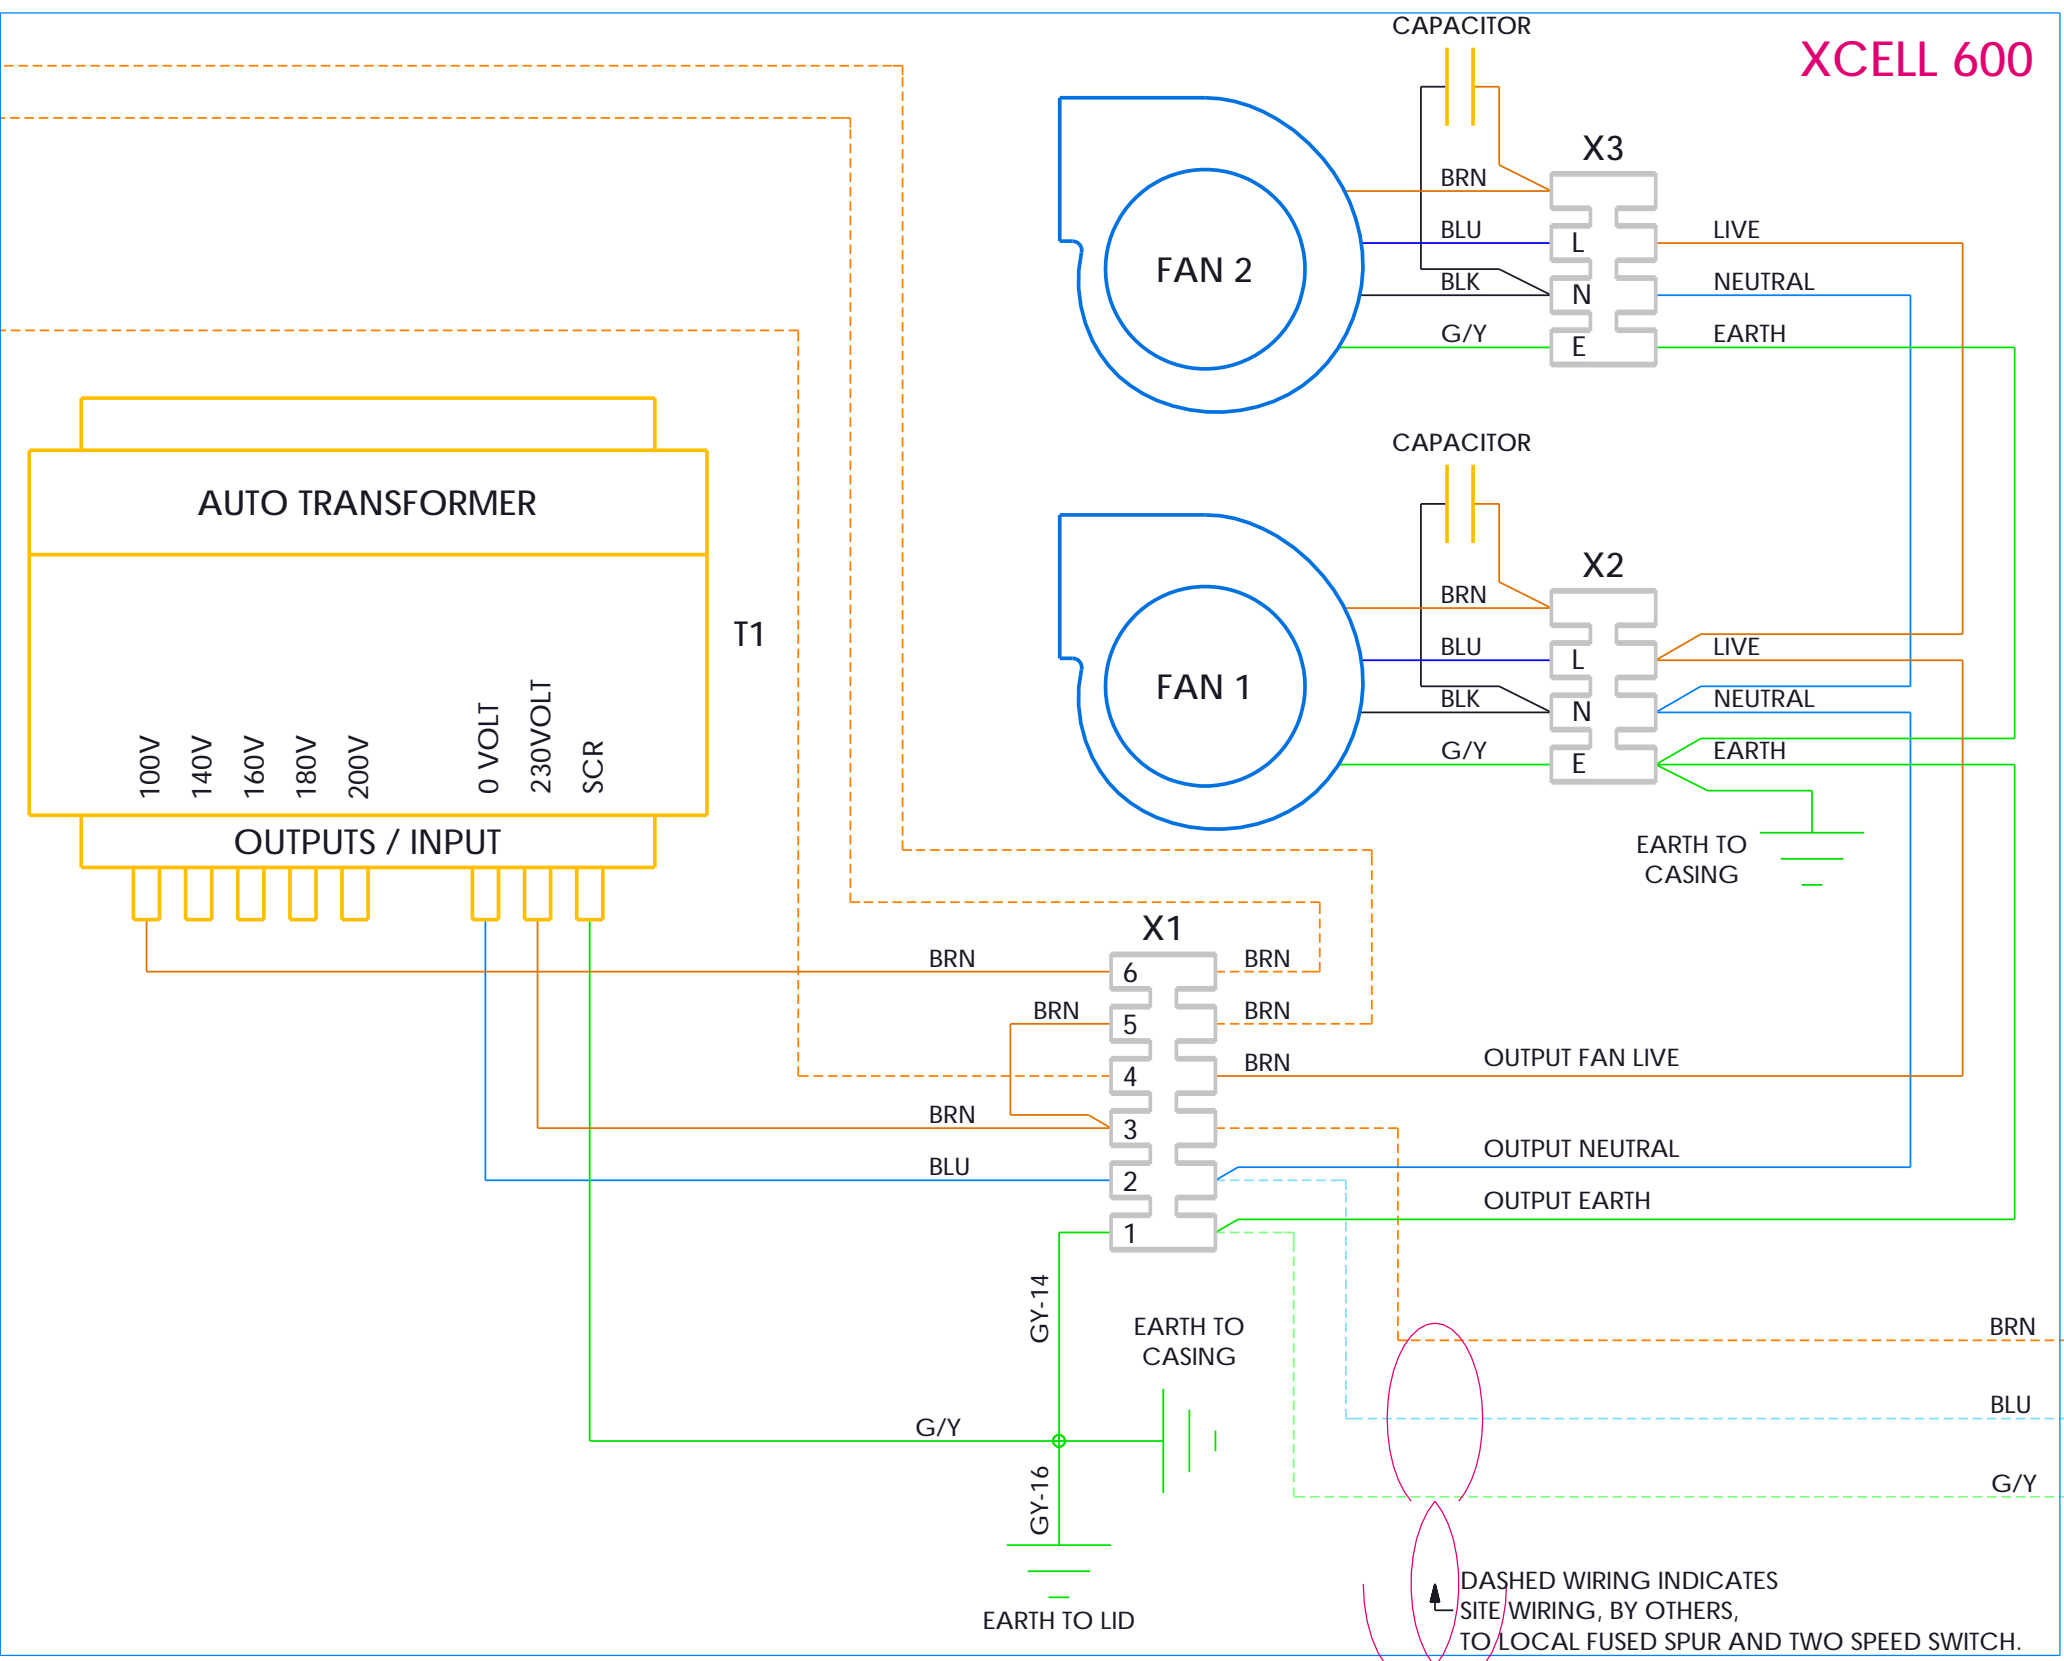 CAPACITOR
XCELL 600
X3
BRN
BLU
L
LIVE
FAN 2
BLK
N
NEUTRAL
G/Y
E
EARTH
CAPACITOR
AUTO TRANSFORMER
X2
BRN
T1
BLU
L
LIVE
FAN 1
BLK
N
NEUTRAL
G/Y
E
EARTH
100V
140V
160V
180V
200V
0 VOLT
230VOLT
SCR
OUTPUTS / INPUT
EARTH TO
CASING
X1
BRN
6
BRN
BRN
5
BRN
4
BRN
OUTPUT FAN LIVE
BRN
3
OUTPUT NEUTRAL
BLU
2
OUTPUT EARTH
1
GY-14
EARTH TO
CASING
BRN
BLU
G/Y
GY-16
G/Y
EARTH TO LID
DASHED WIRING INDICATES
SITE WIRING, BY OTHERS,
TO LOCAL FUSED SPUR AND TWO SPEED SWITCH.